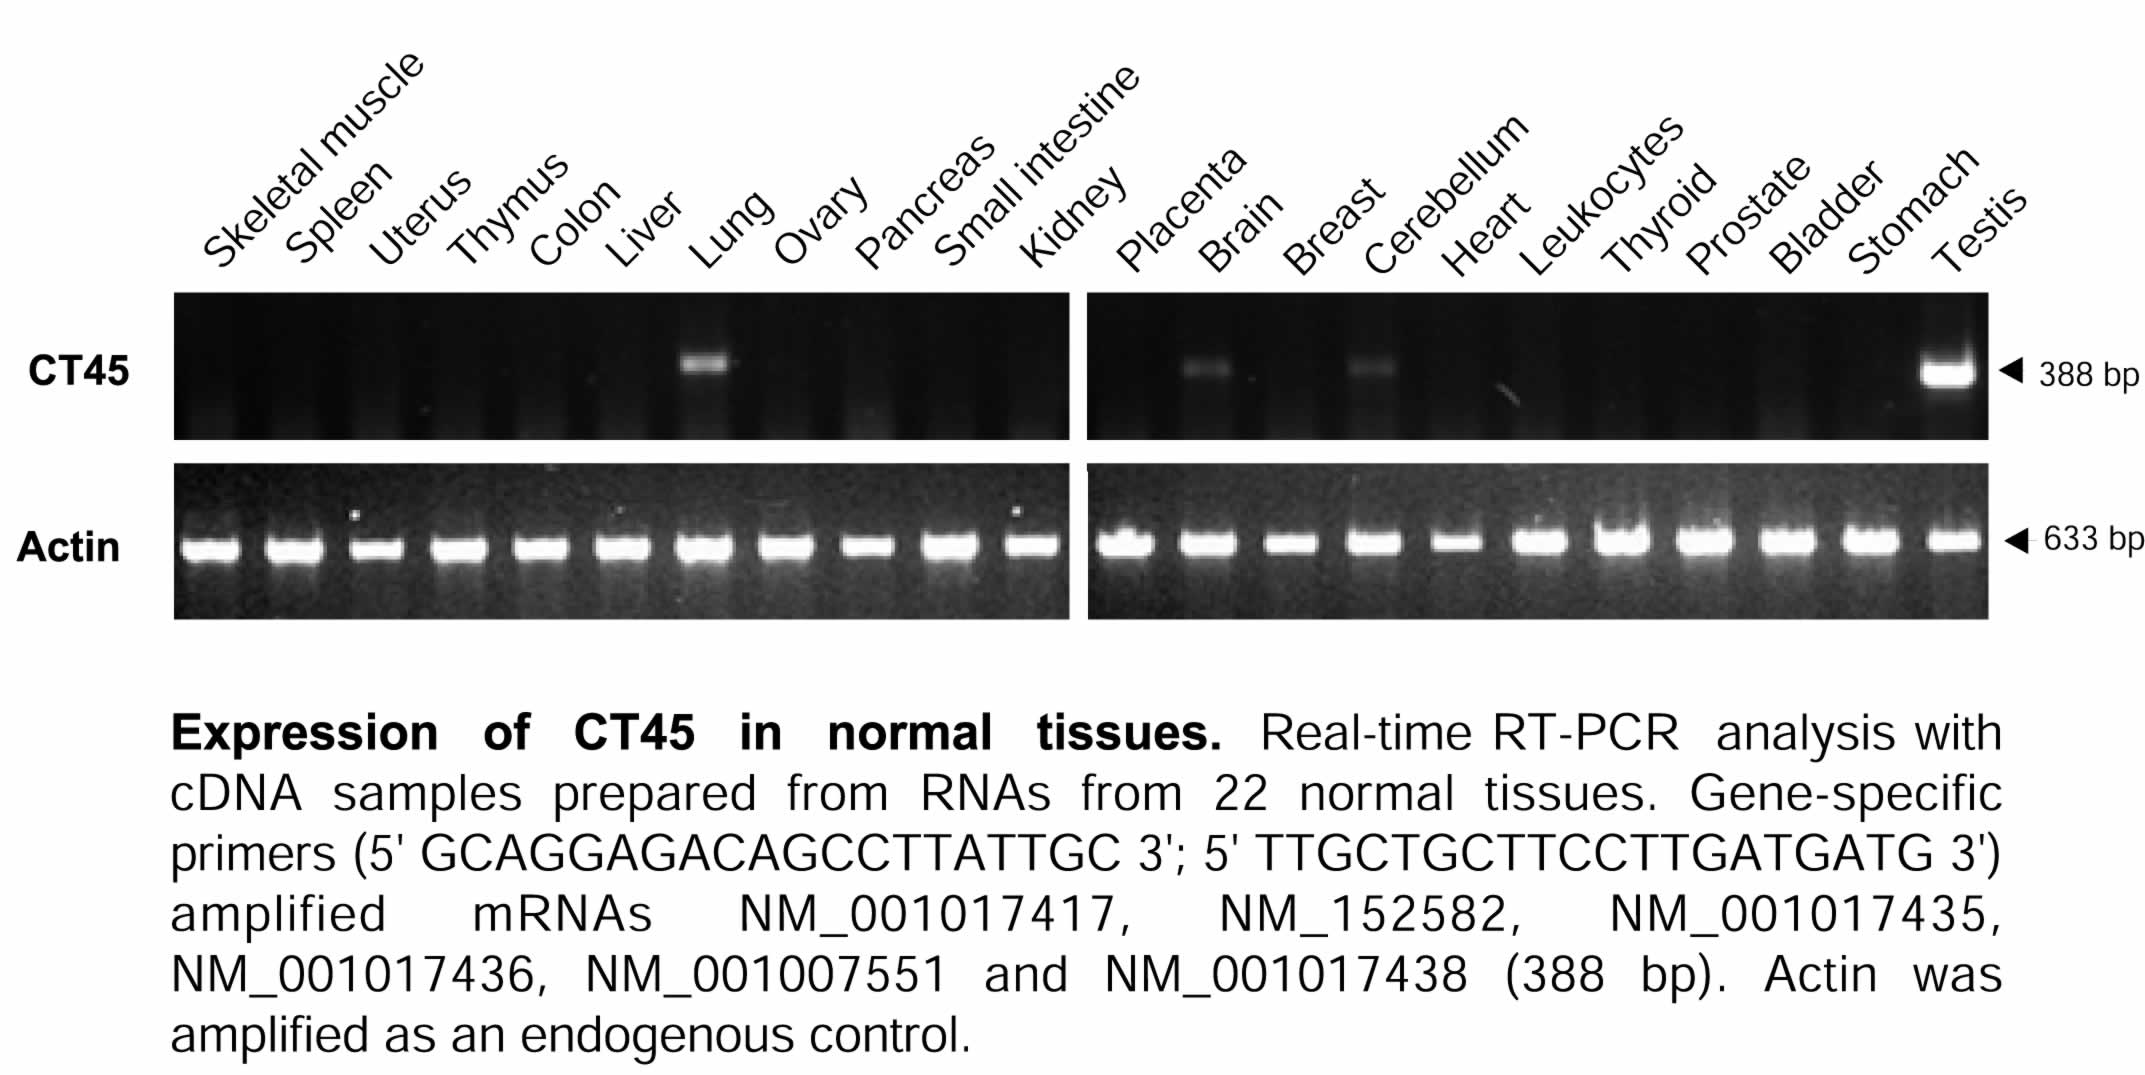 Skeletal muscle
Spleen
Uterus
Thymus
Colon
Liver
Lung
Ovary
Pancreas
Small intestine
Kidney
Placenta
Brain
Breast
Cerebellum
Heart
Leukocytes
Thyroid
Prostate
Bladder
Stomach
Testis
CT45
388 bp
Actin
633 bp
Expression of CT45 in normal tissues. Real-time RT-PCR analysis with
cDNA samples prepared from RNAs from 22 normal tissues. Gene-specific
primers (5' GCAGGAGACAGCCTTATTGC 3'; 5' TTGCTGCTTCCTTGATGATG 3')
amplified mRNAs NM_001017417, NM_152582, NM_001017435,
NM_001017436, NM_001007551 and NM_001017438 (388 bp). Actin was
amplified as an endogenous control.